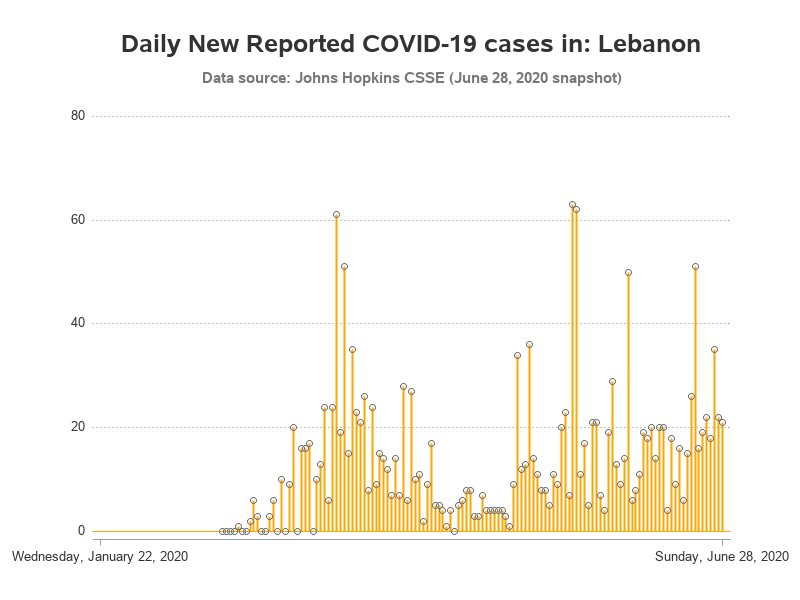 Daily New Reported COVID-19 cases in: Lebanon
Data source: Johns Hopkins CSSE (June 28, 2020 snapshot)
80
60
40
20
0
Wednesday, January 22, 2020 Sunday, June 28, 2020